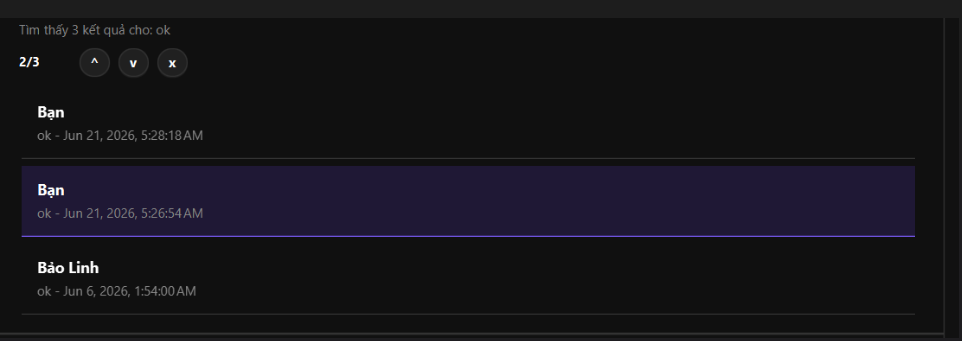 Tìm thấy 3 kết quả cho: ok
2/3 ^ v x
Bạn
ok - Jun 21, 2026, 5:28:18 AM
Bạn
ok - Jun 21, 2026, 5:26:54 AM
Bảo Linh
ok - Jun 6, 2026, 1:54:00 AM